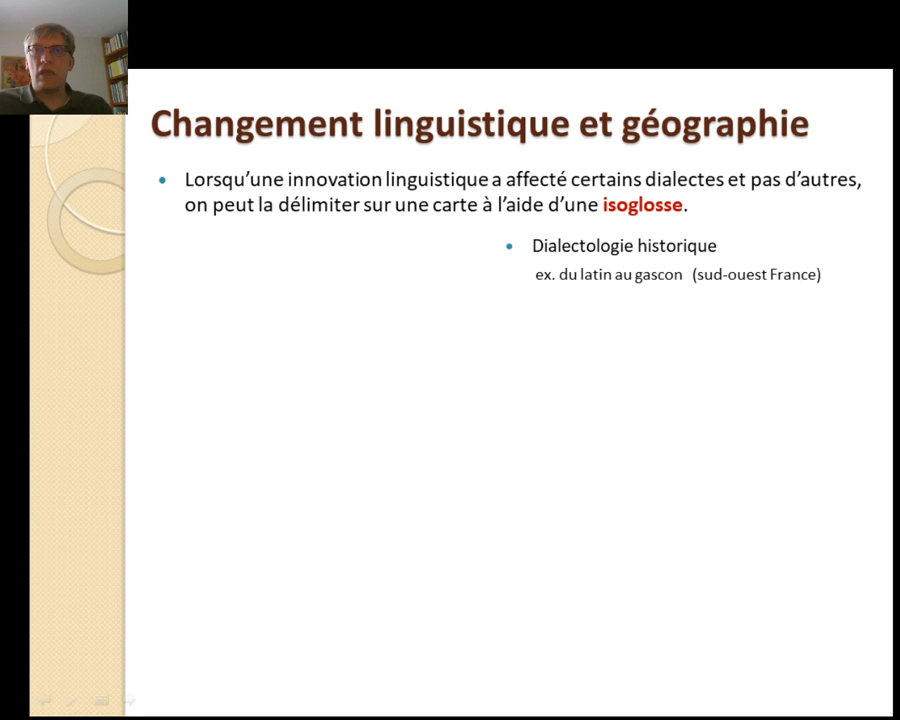 Changement linguistique et géographie
• Lorsqu’une innovation linguistique a affecté certains dialectes et pas d’autres,
on peut la délimiter sur une carte à l’aide d’une isoglosse.
• Dialectologie historique
ex. du latin au gascon (sud-ouest France)